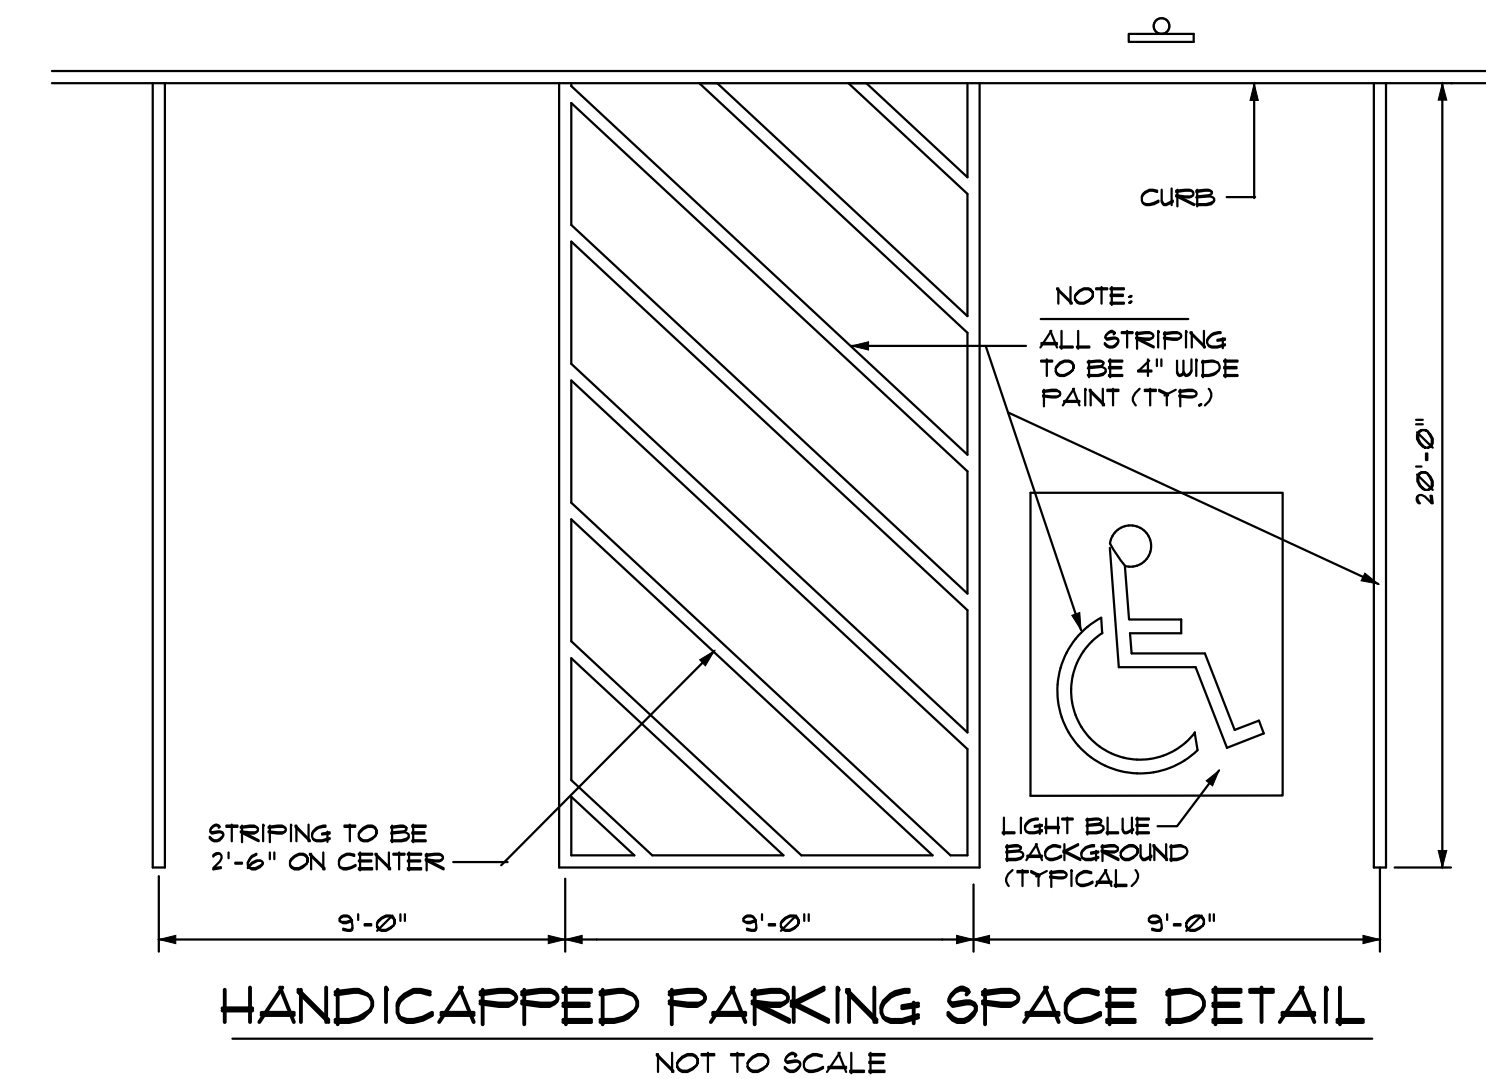 CURB
NOTE:
ALL STRIPING
TO BE 4" WIDE
PAINT (TYP.)
20'-0"
STRIPING TO BE
2'-6" ON CENTER
LIGHT BLUE
BACKGROUND
(TYPICAL)
9'-0"
9'-0"
9'-0"
HANDICAPPED PARKING SPACE DETAIL
NOT TO SCALE